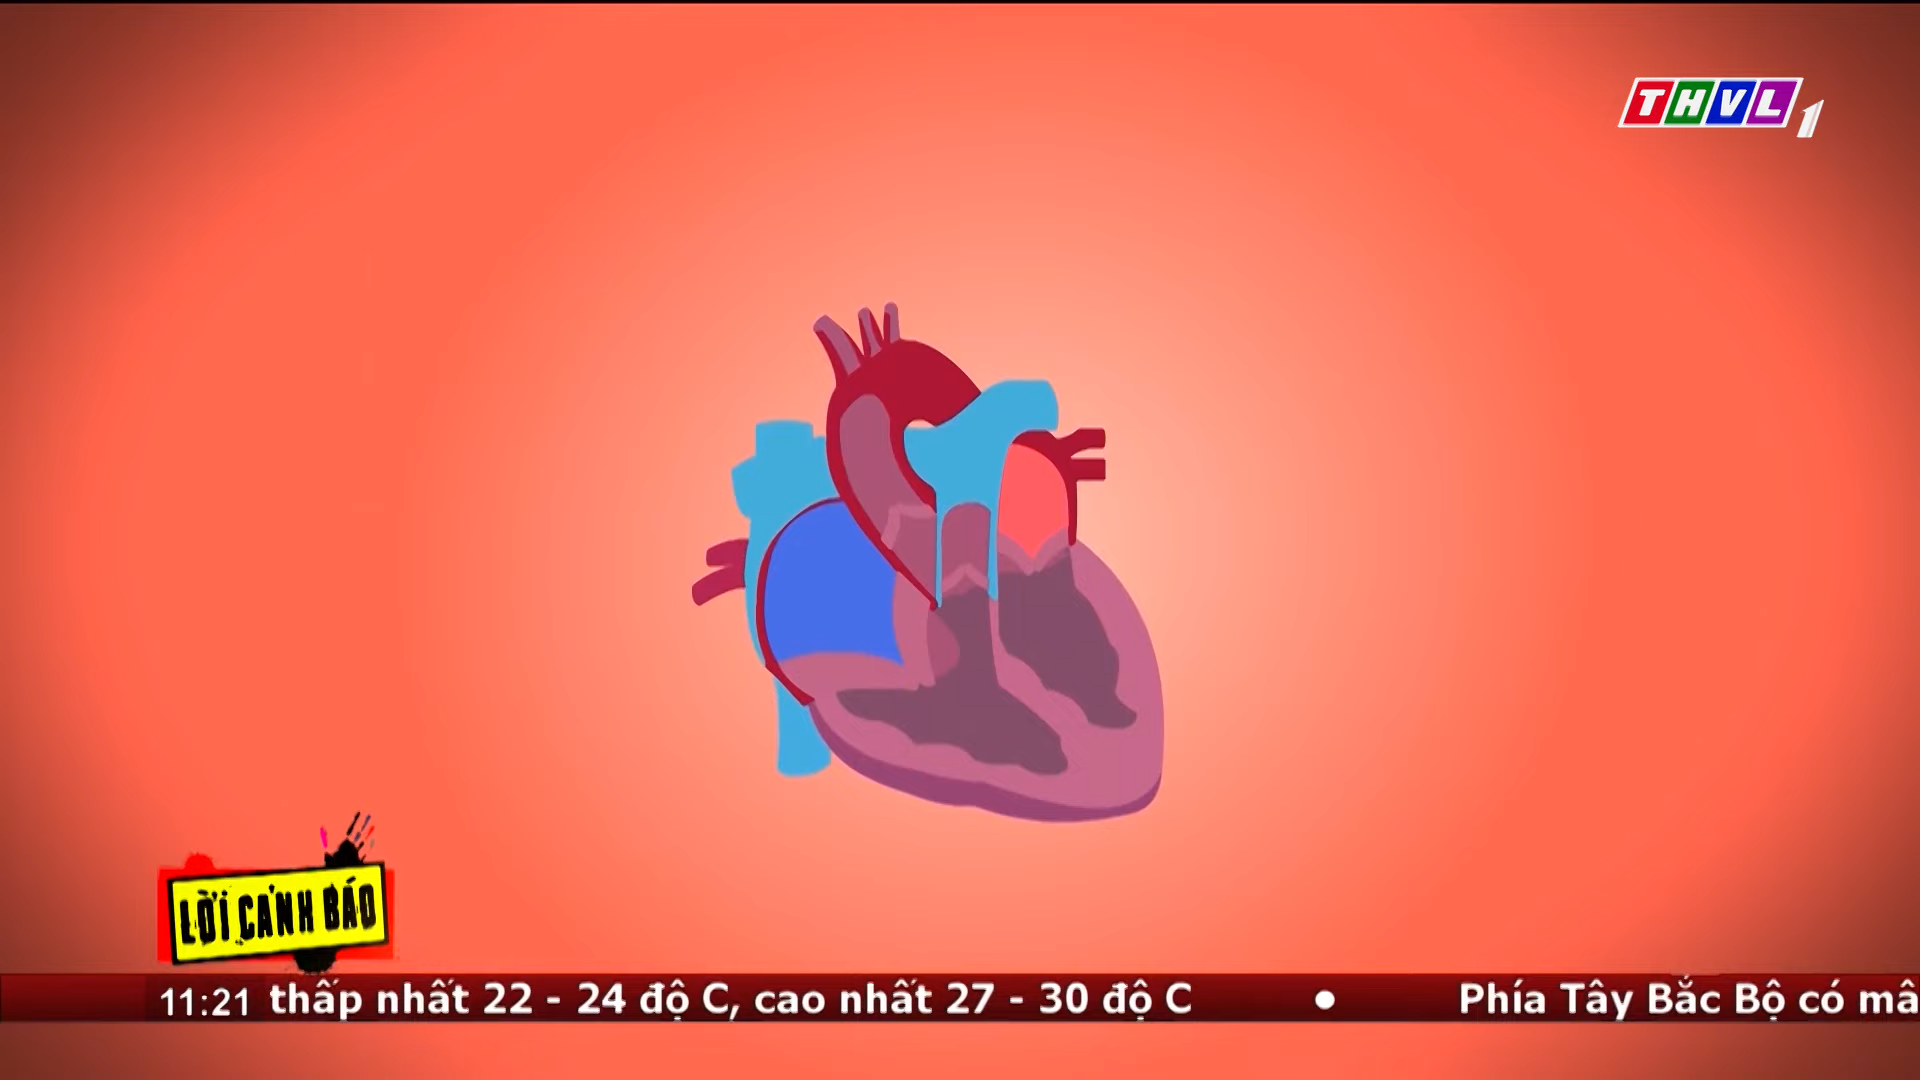 THVL1
LỜI CẢNH BÁO
11:21 thấp nhất 22 - 24 độ C, cao nhất 27 - 30 độ C • Phía Tây Bắc Bộ có mâ